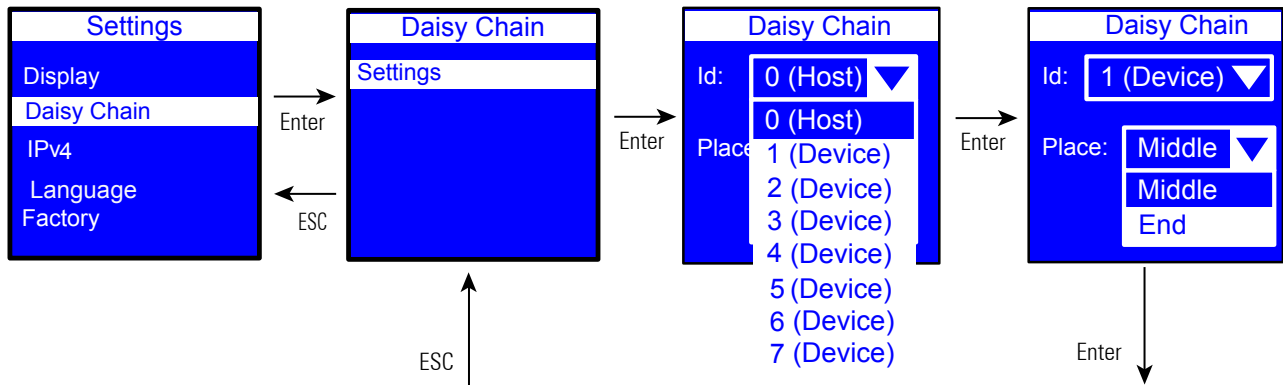 Settings
Display
Daisy Chain
IPv4
Language
Factory
Enter
ESC
Daisy Chain
Settings
ESC
Enter
Daisy Chain
Id: 0 (Host)
0 (Host)
Place
1 (Device)
2 (Device)
3 (Device)
4 (Device)
5 (Device)
6 (Device)
7 (Device)
Enter
Daisy Chain
Id: 1 (Device)
Place: Middle
Middle
End
Enter